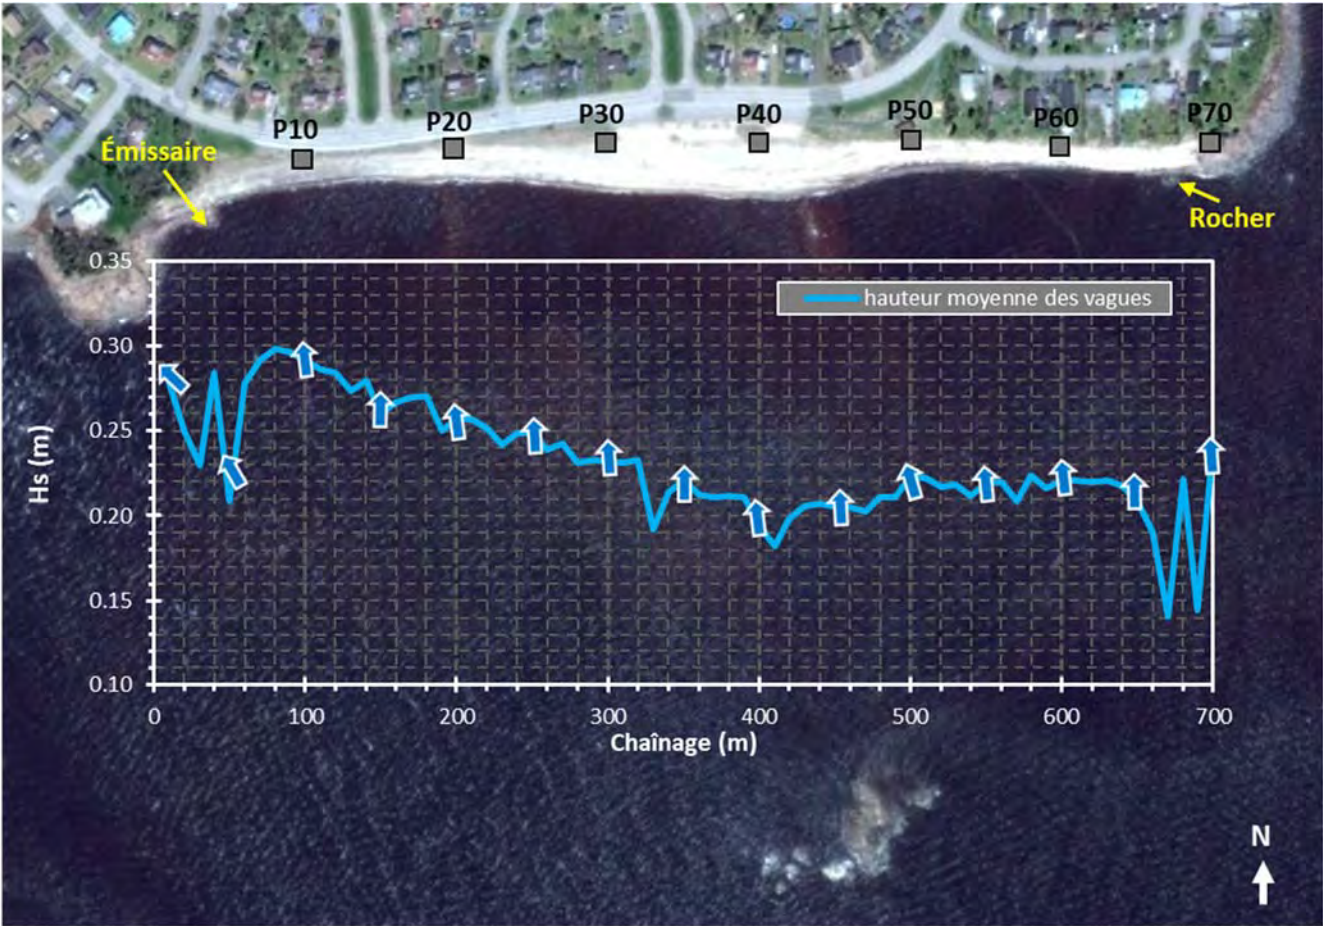 P10
P20
P30
P40
P50
P60
P70
Émissaire
Rocher
0.35
hauteur moyenne des vagues
0.30
0.25
Hs (m)
0.20
0.15
0.10
0
100
200
300
400
500
600
700
Chaînage (m)
N